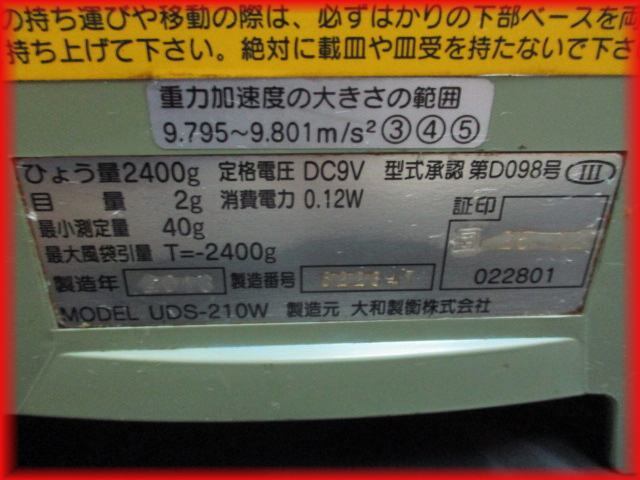 の持ち運びや移動の際は、必ずはかりの下部ベースを両
持ち上げて下さい。絶対に載皿や皿受を持たないで下さ
重力加速度の大きさの範囲
9.795~9.801m/s² ③④⑤
ひょう量2400g 定格電圧 DC9V 型式承認 第D098号 III
目量 2g 消費電力 0.12W
最小測定量 40g 証印
最大風袋引量 T=-2400g
022801
製造年 製造番号
MODEL UDS-210W 製造元 大和製衡株式会社